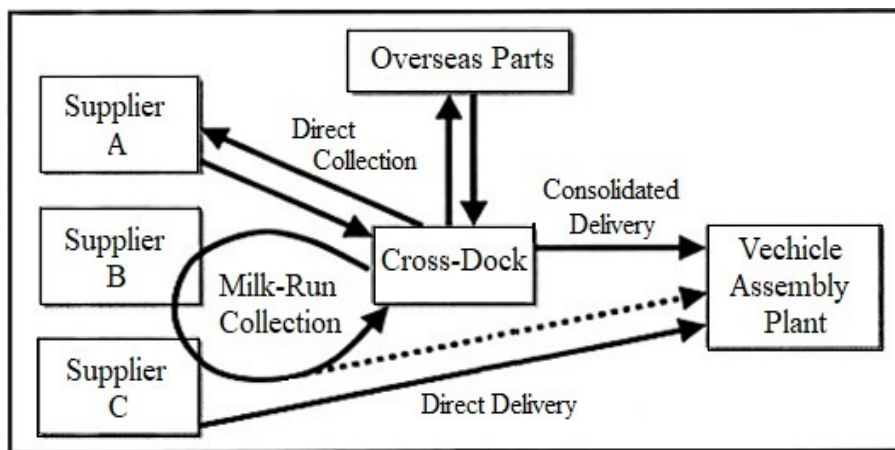 Overseas Parts
Supplier
A
Direct
Collection
Consolidated
Delivery
Supplier
B
Milk-Run
Collection
Cross-Dock
Vechicle
Assembly
Plant
Supplier
C
Direct Delivery